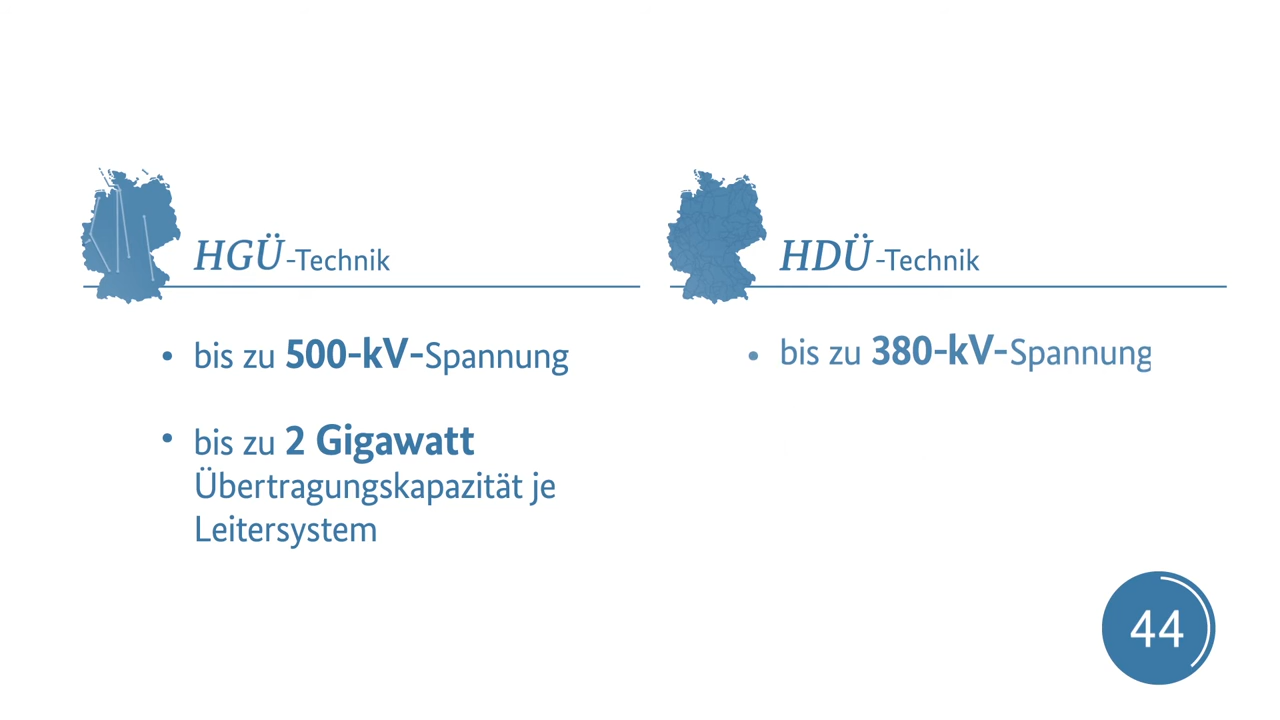 HGÜ-Technik
• bis zu 500-kV-Spannung
• bis zu 2 Gigawatt
Übertragungskapazität je
Leitersystem
HDÜ-Technik
• bis zu 380-kV-Spannung
44